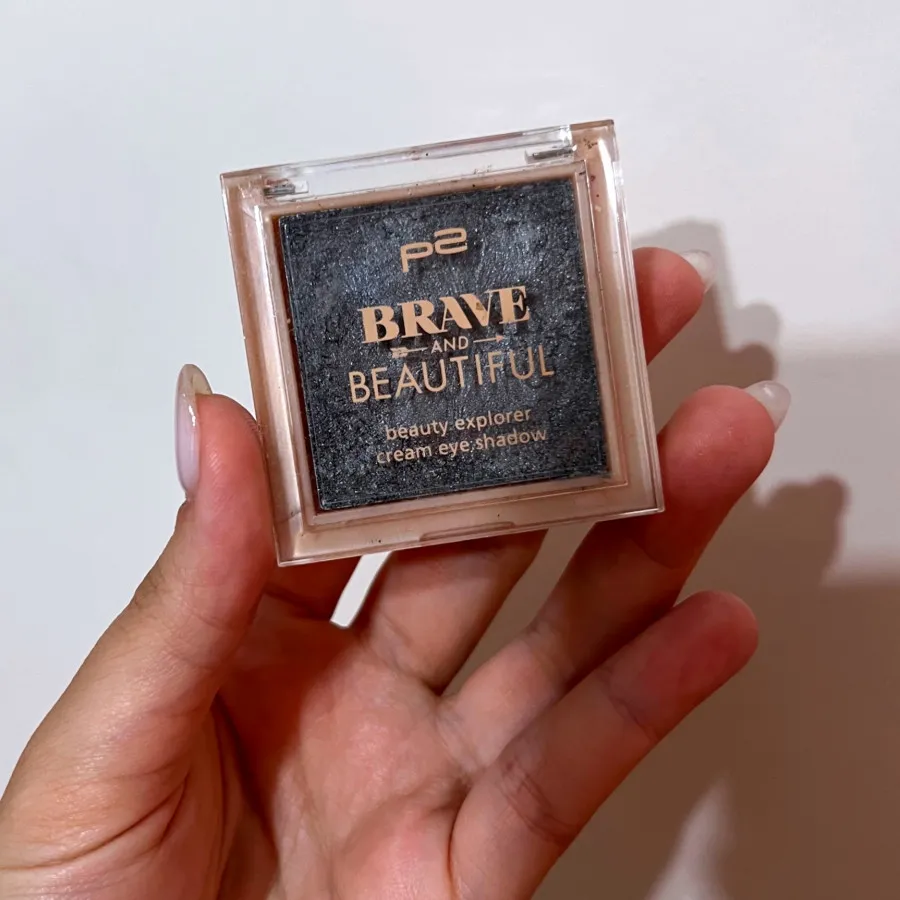 p2
BRAVE
AND
BEAUTIFUL
beauty explorer
cream eye shadow